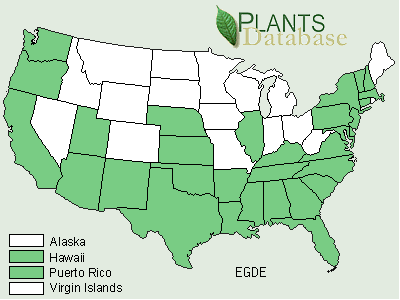 PLANTS
Database
Alaska
Hawaii
Puerto Rico
Virgin Islands
EGDE